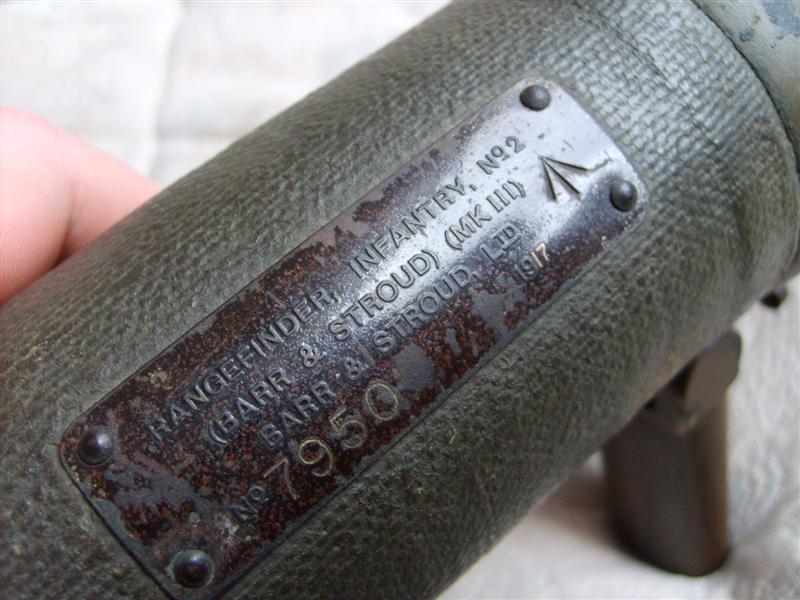 RANGEFINDER, INFANTRY, Nº2
(BARR & STROUD) (MK III)
BARR & STROUD, LTD. 1917
Nº 7950